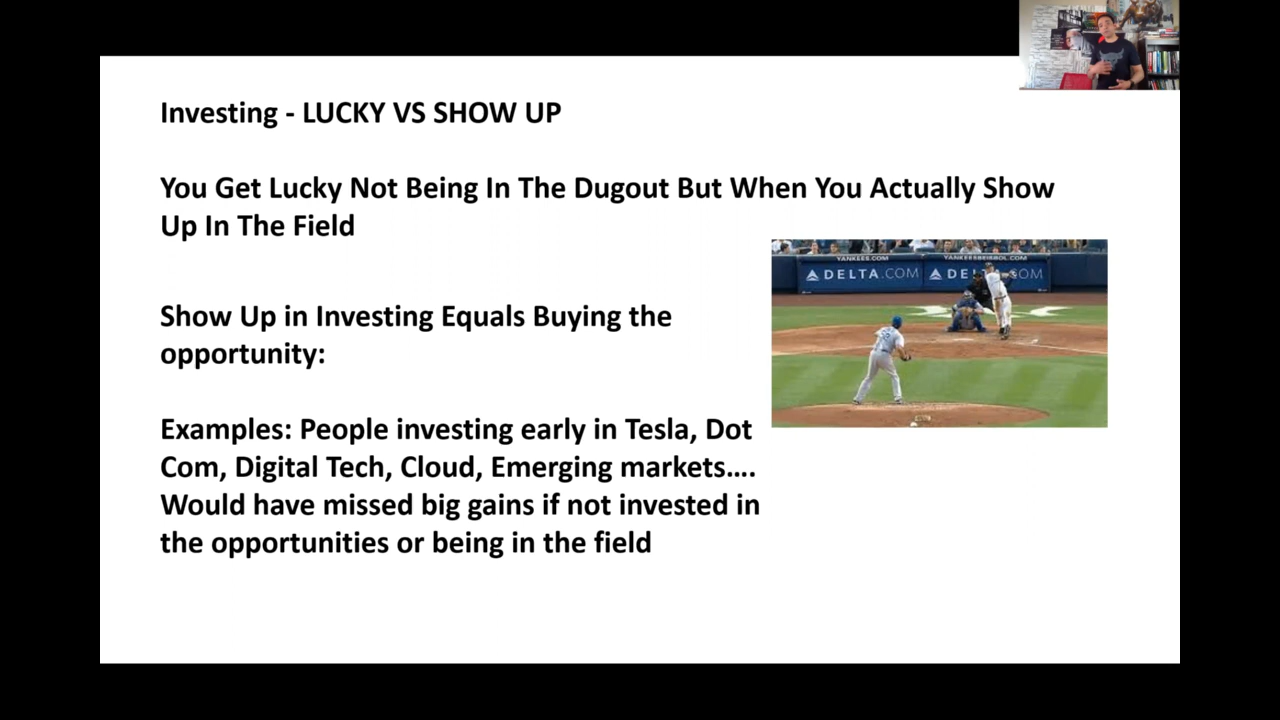 Investing - LUCKY VS SHOW UP
You Get Lucky Not Being In The Dugout But When You Actually Show
Up In The Field
YANKEES.COM
YANKEESBEISBOL.COM
DELTA.COM
Show Up in Investing Equals Buying the
opportunity:
Examples: People investing early in Tesla, Dot
Com, Digital Tech, Cloud, Emerging markets….
Would have missed big gains if not invested in
the opportunities or being in the field